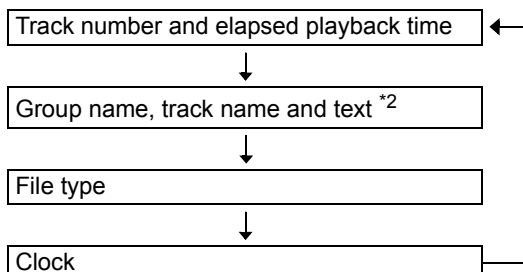 Track number and elapsed playback time
Group name, track name and text *2
File type
Clock